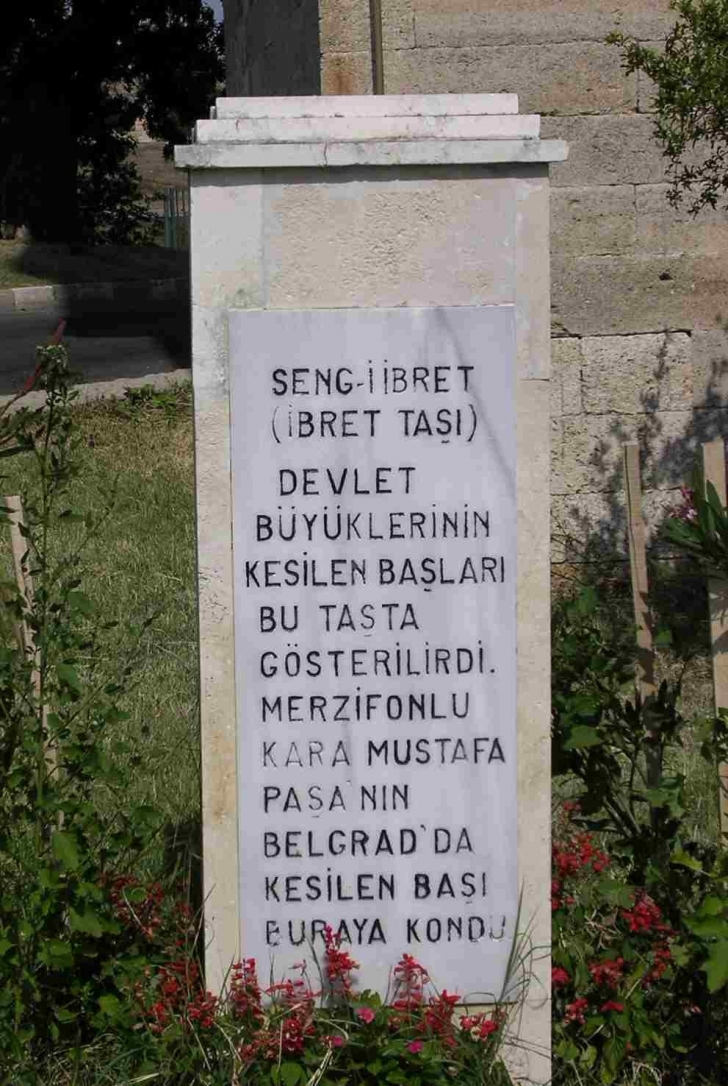 SENG-İ İBRET
(İBRET TAŞI)
DEVLET
BÜYÜKLERİNİN
KESİLEN BAŞLARI
BU TAŞTA
GÖSTERİLİRDİ.
MERZİFONLU
KARA MUSTAFA
PAŞA'NIN
BELGRAD'DA
KESİLEN BAŞI
BURAYA KONDU